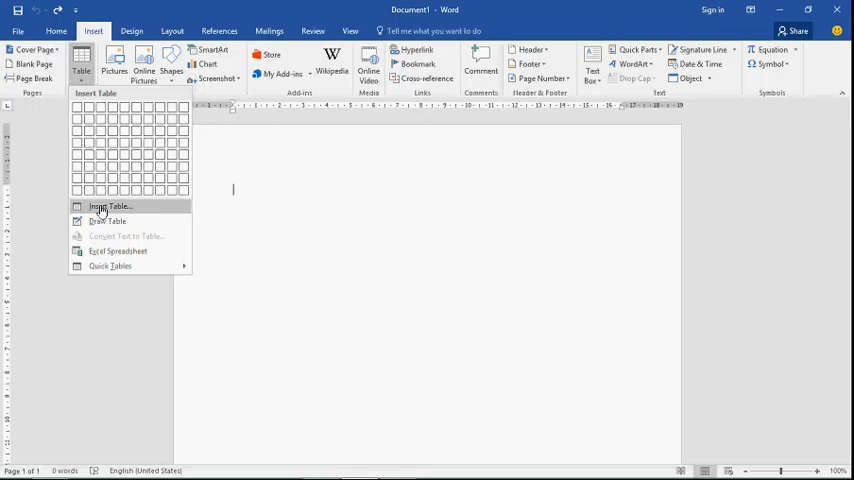 Document1 - Word
Sign in
File
Home
Insert
Design
Layout
References
Mailings
Review
View
Tell me what you want to do
Share
Cover Page
Blank Page
Page Break
Pages
Table
Pictures
Online
Pictures
Shapes
SmartArt
Chart
Screenshot
Store
My Add-ins
Wikipedia
Add-ins
Online
Video
Hyperlink
Bookmark
Cross-reference
Links
Comment
Comments
Header
Footer
Page Number
Header & Footer
Text
Box
Quick Parts
WordArt
Drop Cap
Signature Line
Date & Time
Object
Text
Equation
Symbol
Symbols
Insert Table
Insert Table...
Draw Table
Convert Text to Table...
Excel Spreadsheet
Quick Tables
Page 1 of 1
0 words
English (United States)
100%